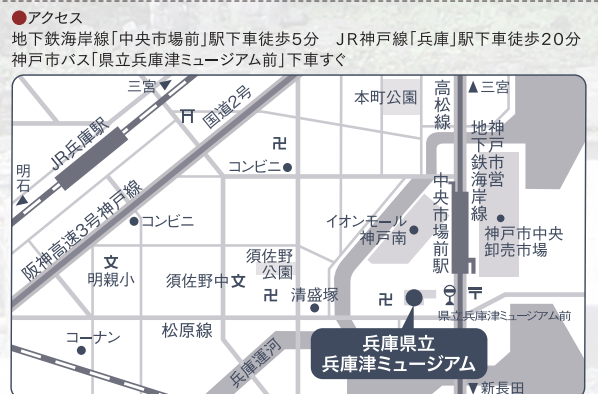 ●アクセス
地下鉄海岸線「中央市場前」駅下車徒歩5分　JR神戸線「兵庫」駅下車徒歩20分
神戸市バス「県立兵庫津ミュージアム前」下車すぐ
三宮
国道2号
本町公園
高松線
三宮
JR兵庫駅
コンビニ
神戸市営
地下鉄海岸線
明石
阪神高速3号神戸線
コンビニ
イオンモール
神戸南
中央市場前駅
神戸市中央
卸売市場
明親小
須佐野中
須佐野
公園
清盛塚
県立兵庫津ミュージアム前
コーナン
松原線
兵庫運河
兵庫県立
兵庫津ミュージアム
新長田